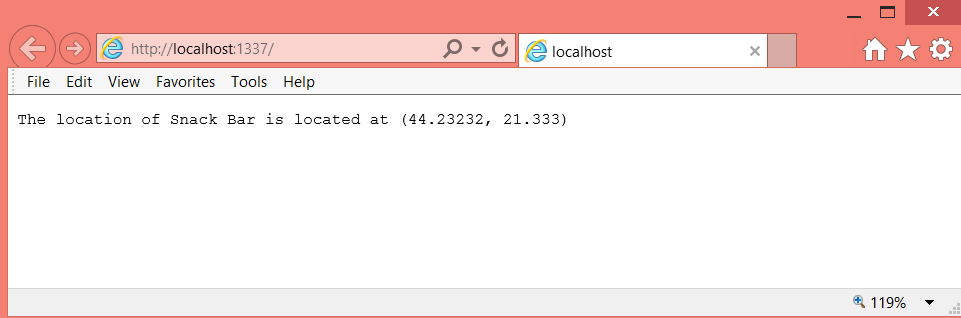 http://localhost:1337/
localhost
File Edit View Favorites Tools Help
The location of Snack Bar is located at (44.23232, 21.333)
119%